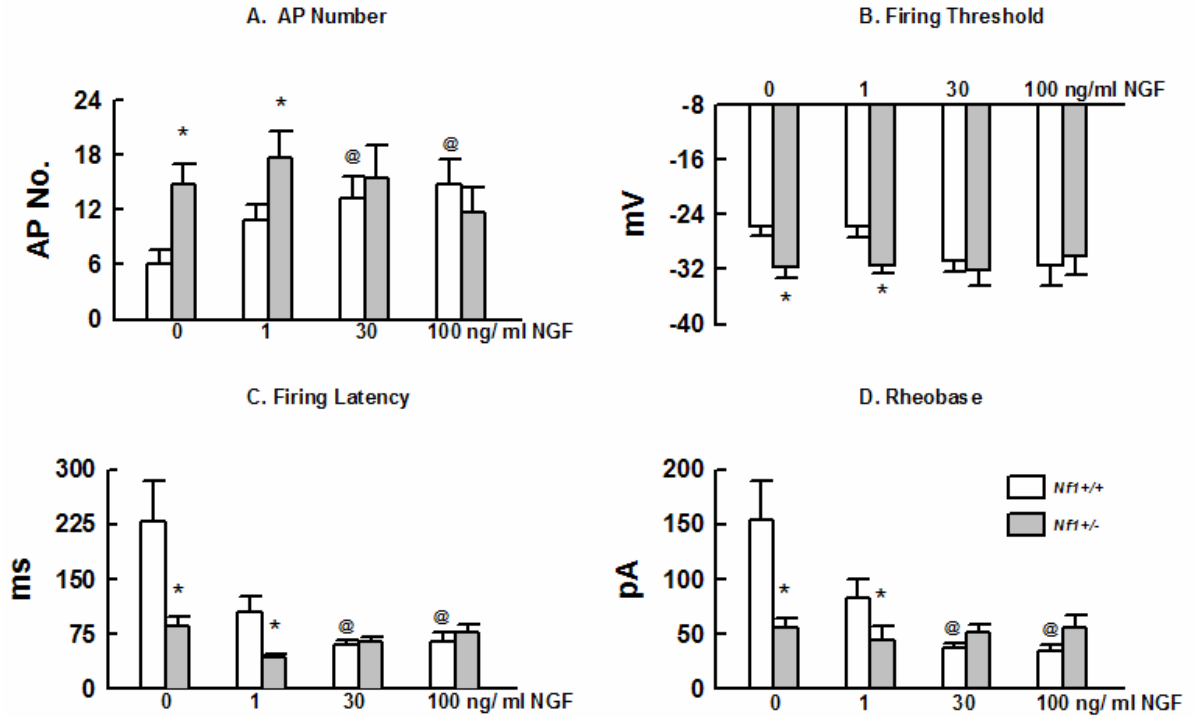 A. AP Number
24
18
12
6
0
AP No.
*
*
@
@
0 1 30 100 ng/ ml NGF
B. Firing Threshold
0 1 30 100 ng/ml NGF
-8
-16
-24
-32
-40
mV
*
*
C. Firing Latency
300
225
150
75
0
ms
*
*
@
@
0 1 30 100 ng/ ml NGF
D. Rheobase
200
150
100
50
0
pA
*
*
@
@
Nf1+/+
Nf1+/-
0 1 30 100 ng/ ml NGF